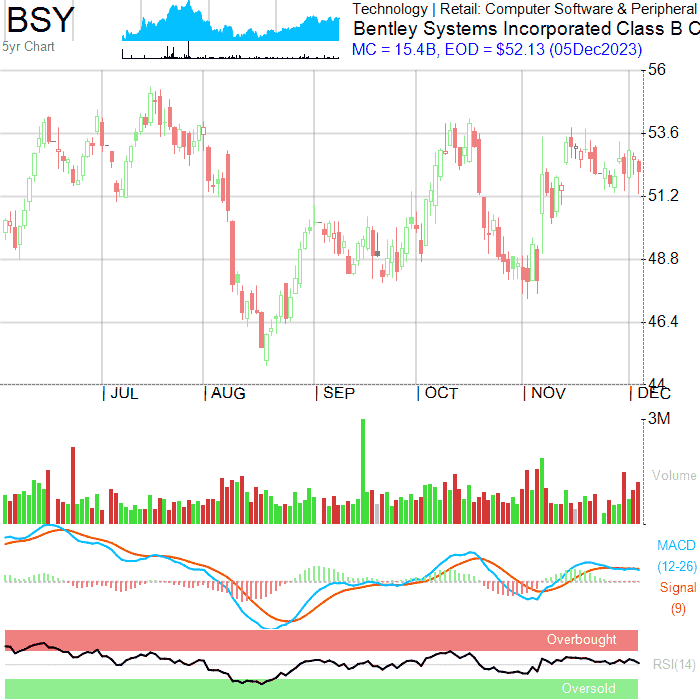 BSY
5yr Chart
Technology | Retail: Computer Software & Peripheral
Bentley Systems Incorporated Class B C
MC = 15.4B, EOD = $52.13 (05Dec2023)
56
53.6
51.2
48.8
46.4
44
JUL AUG SEP OCT NOV DEC
3M
Volume
MACD
(12-26)
Signal
(9)
Overbought
RSI(14)
Oversold